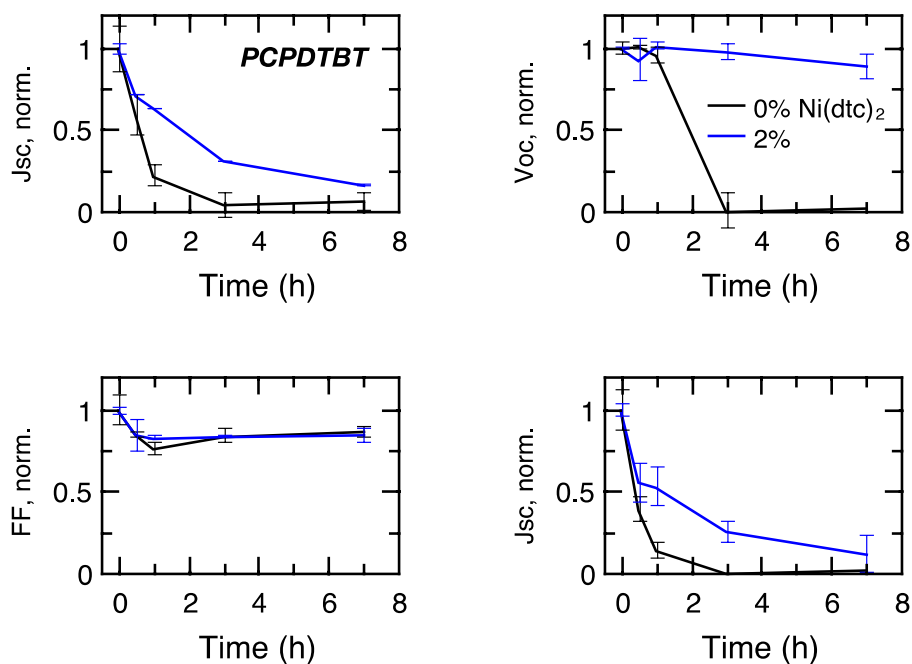 PCPDTBT
Jsc, norm.
1
0.5
0
0 2 4 6 8
Time (h)
Voc, norm.
1
0.5
0
0% Ni(dtc)₂
2%
0 2 4 6 8
Time (h)
FF, norm.
1
0.5
0
0 2 4 6 8
Time (h)
Jsc, norm.
1
0.5
0
0 2 4 6 8
Time (h)